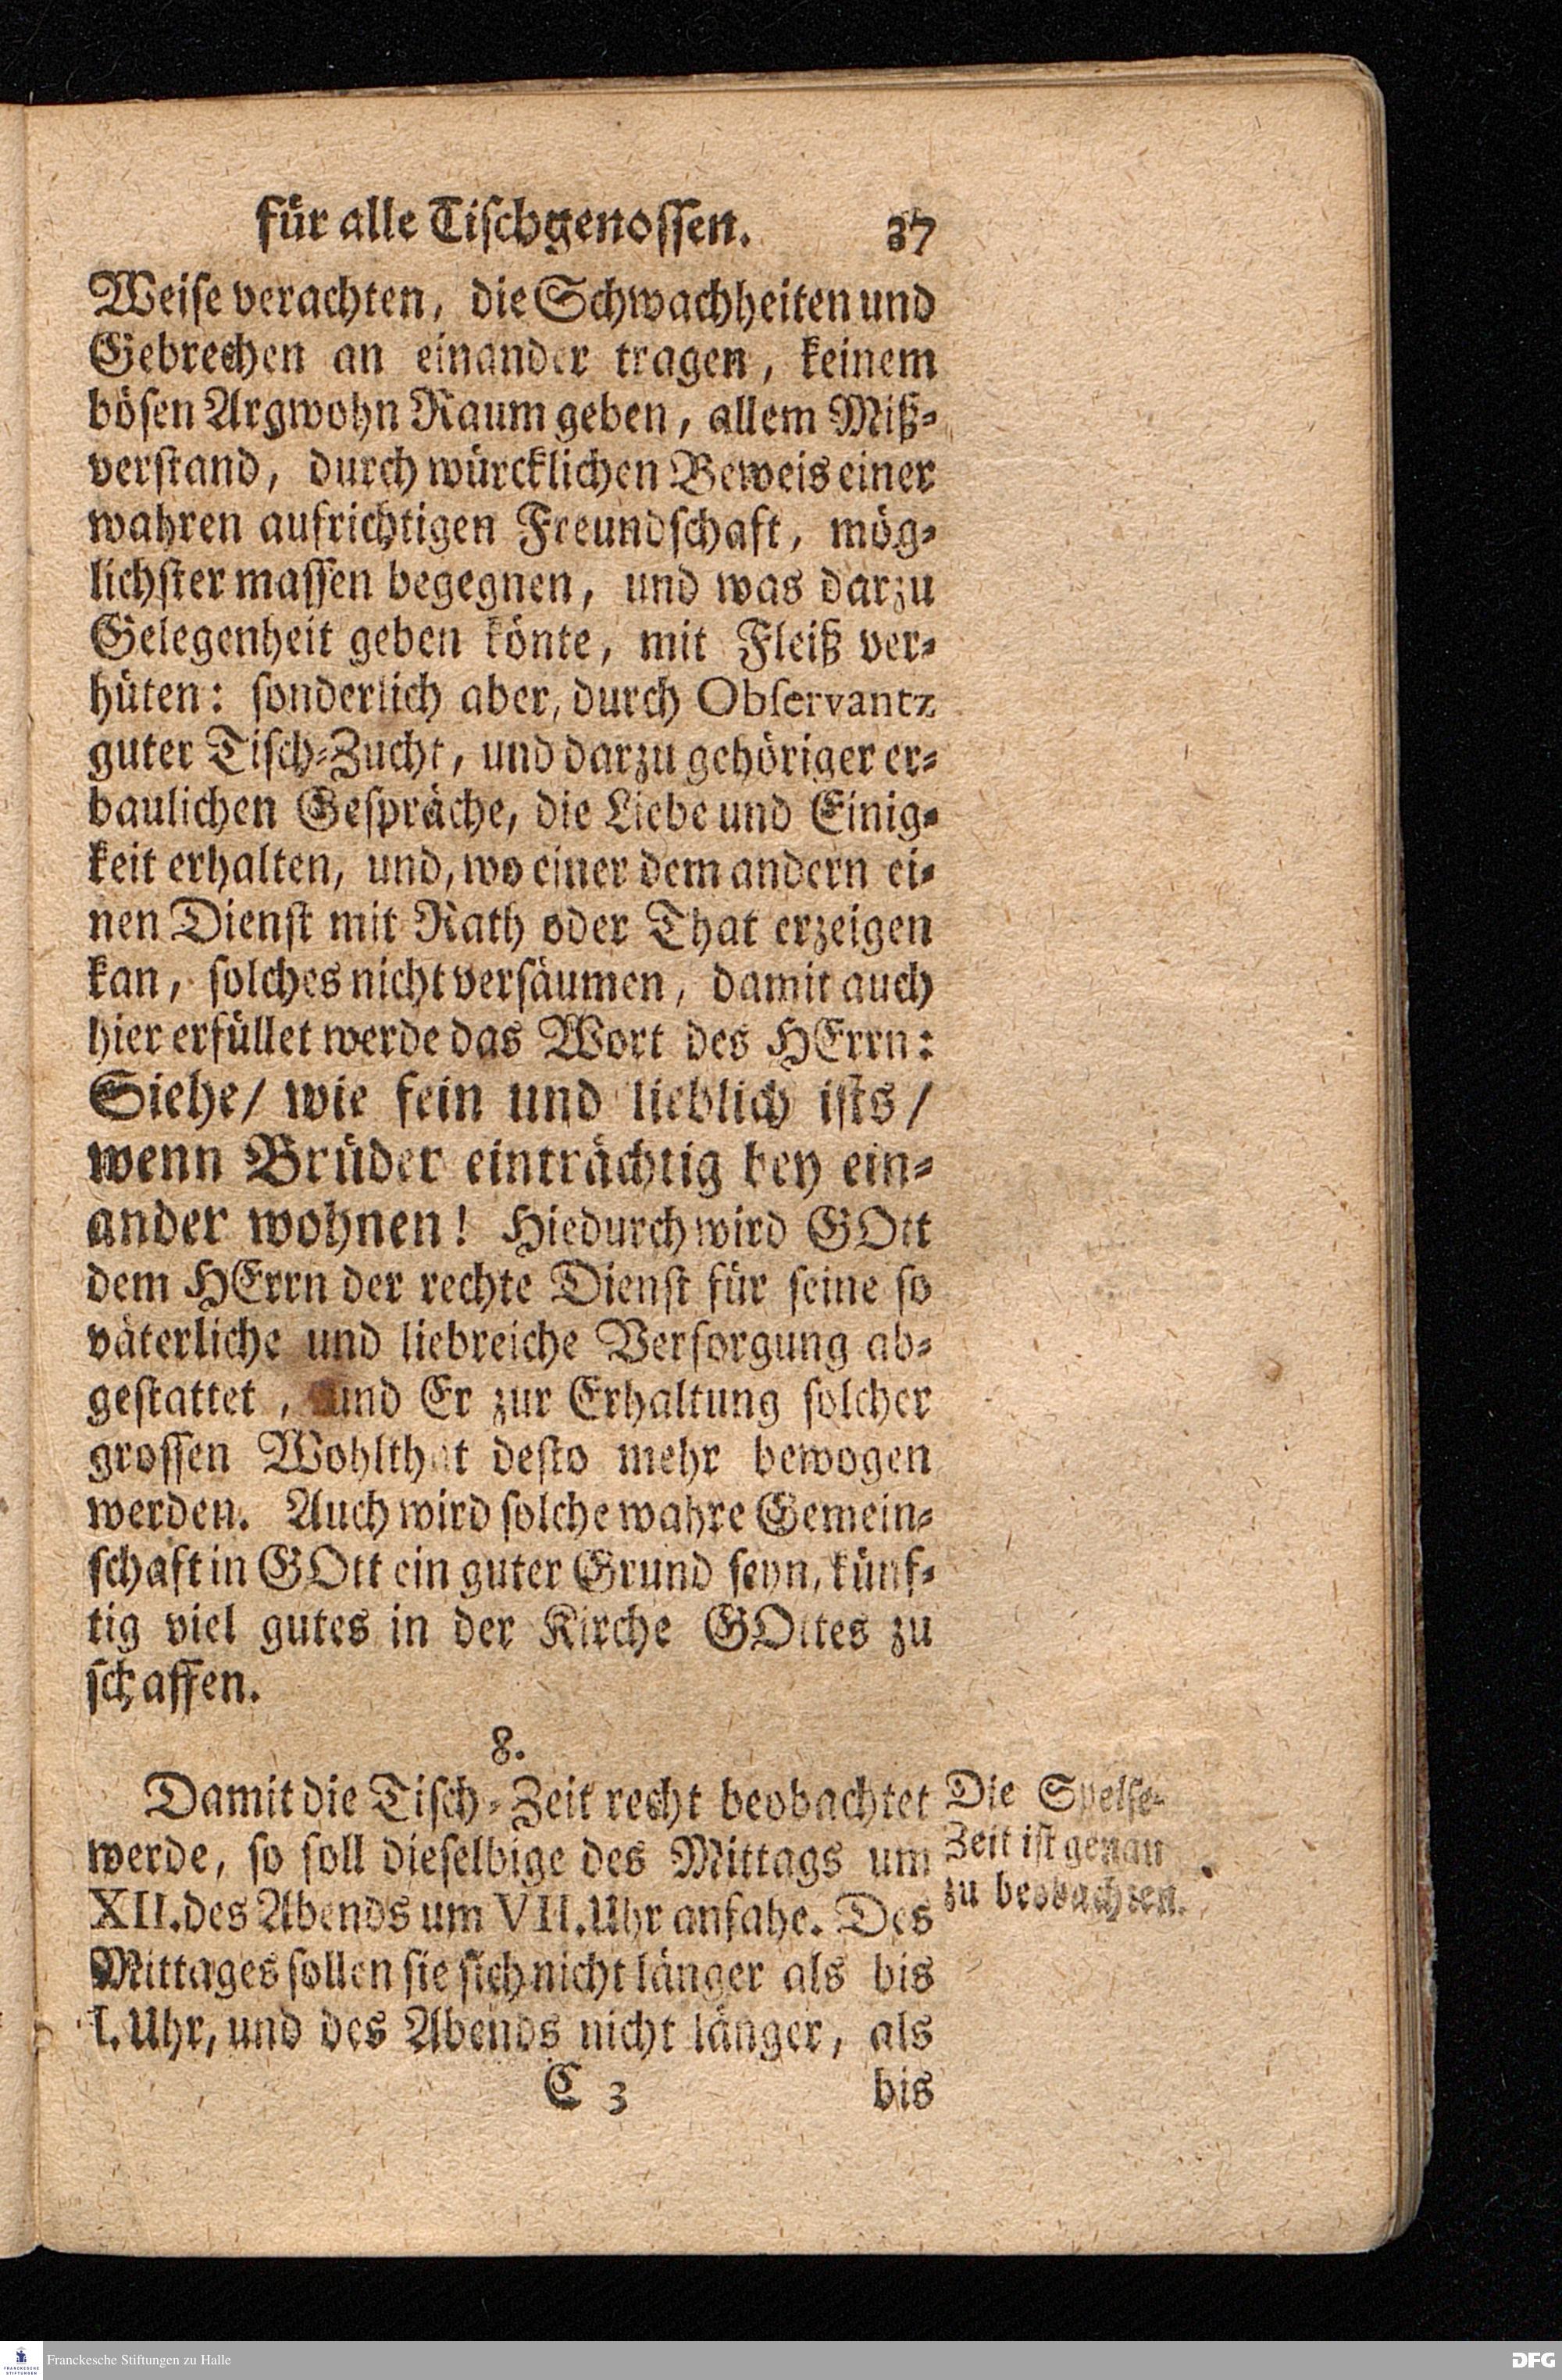 für alle Tiſchgenoſſen. 37
Weiſe verachten, die Schwachheiten und
Gebrechen an einander tragen, keinem
böſen Argwohn Raum geben, allem Miß-
verſtand, durch würcklichen Beweis einer
wahren aufrichtigen Freundſchaft, mög-
lichſter maſſen begegnen, und was darzu
Gelegenheit geben könte, mit Fleiß ver-
hüten: ſonderlich aber, durch Obſervantz
guter Tiſch-Zucht, und darzu gehöriger er-
baulichen Geſpräche, die Liebe und Einig-
keit erhalten, und, wo einer dem andern ei-
nen Dienſt mit Rath oder That erzeigen
kan, ſolches nicht verſäumen, damit auch
hier erfüllet werde das Wort des HErrn:
Siehe/ wie fein und lieblich iſts/
wenn Brüder einträchtig bey ein-
ander wohnen! Hiedurch wird GOtt
dem HErrn der rechte Dienſt für ſeine ſo
väterliche und liebreiche Verſorgung ab-
geſtattet, und Er zur Erhaltung ſolcher
groſſen Wohlthat deſto mehr bewogen
werden. Auch wird ſolche wahre Gemein-
ſchaft in GOtt ein guter Grund ſeyn, künf-
tig viel gutes in der Kirche GOttes zu
ſchaffen.
8.
Damit die Tiſch-Zeit recht beobachtet
werde, ſo ſoll dieſelbige des Mittags um
XII. des Abends um VII. Uhr anfahe. Des
Mittages ſollen ſie ſich nicht länger als bis
I. Uhr, und des Abends nicht länger, als
Die Speiſe-
Zeit iſt genau
zu beobachten.
C 3 bis
Franckesche Stiftungen zu Halle
DFG